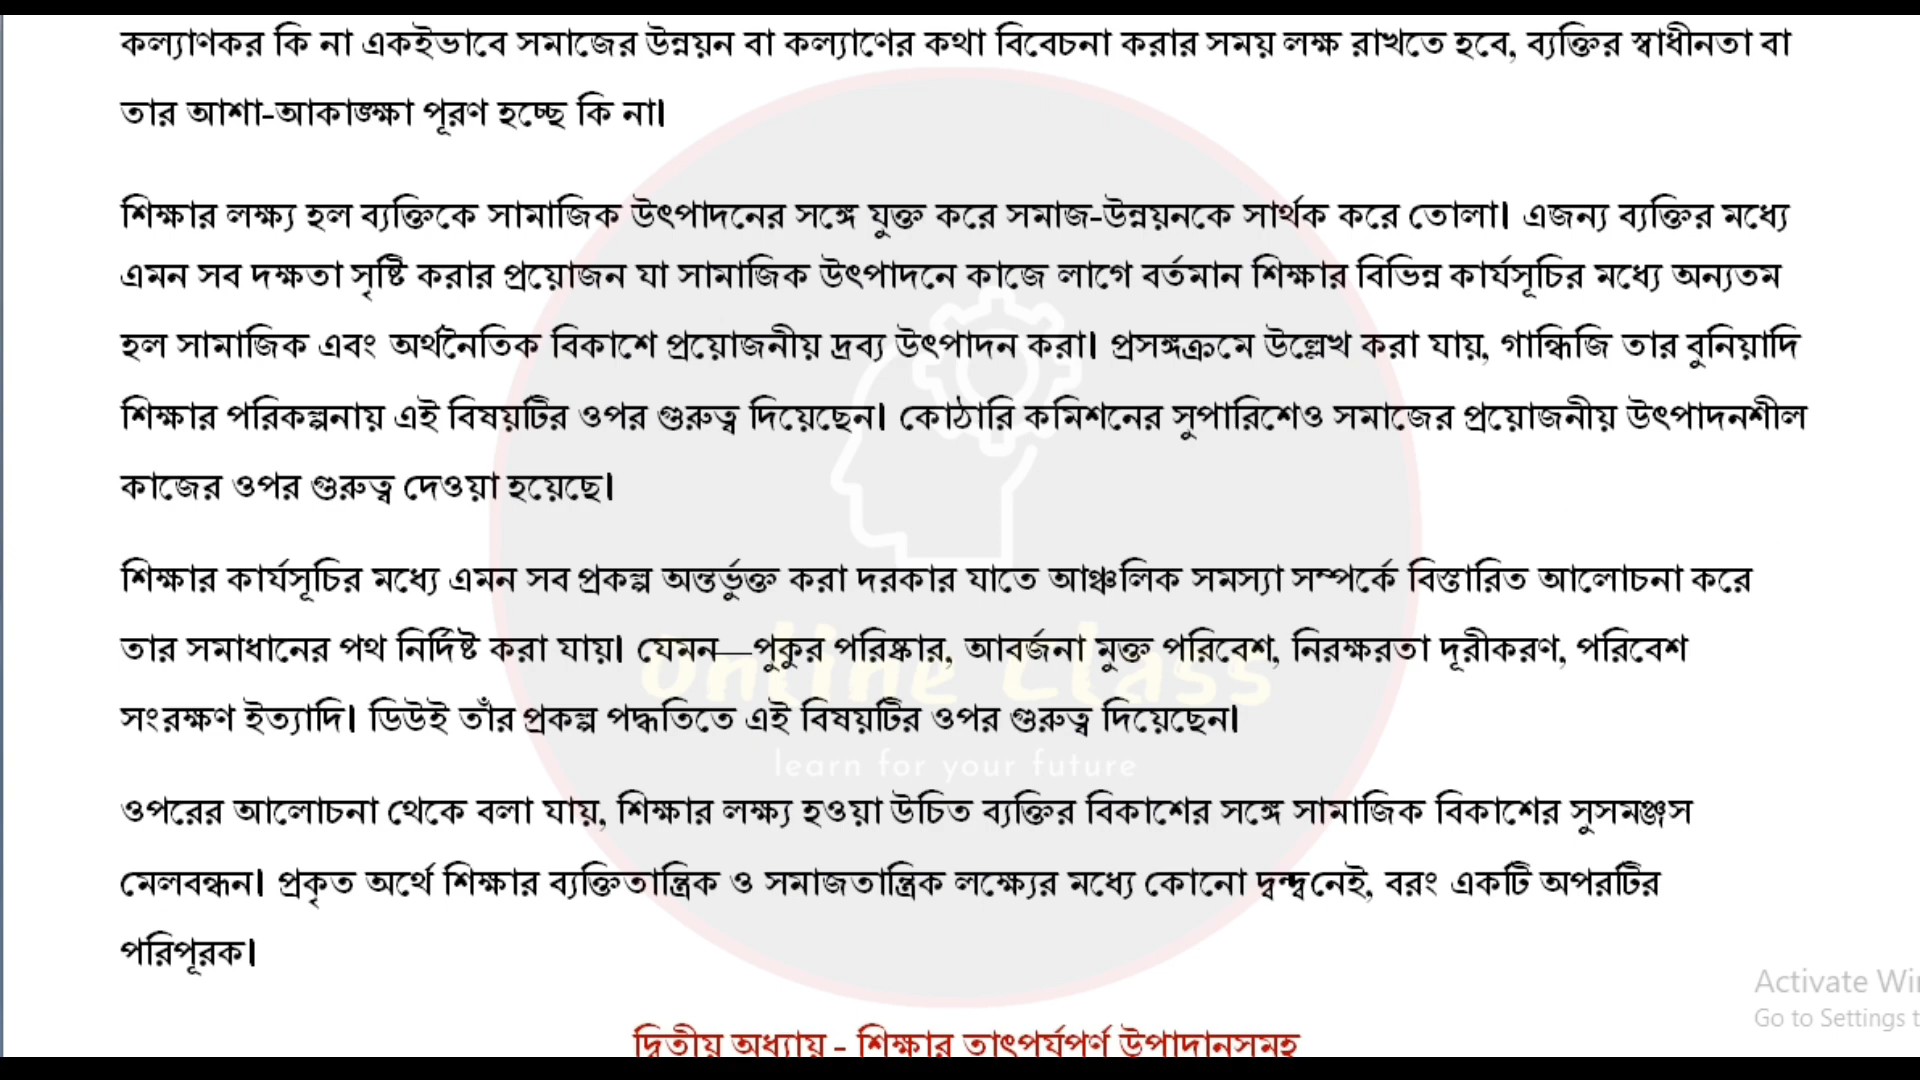 কল্যাণকর কি না একইভাবে সমাজের উন্নয়ন বা কল্যাণের কথা বিবেচনা করার সময় লক্ষ রাখতে হবে, ব্যক্তির স্বাধীনতা বা
তার আশা-আকাঙ্ক্ষা পূরণ হচ্ছে কি না।
শিক্ষার লক্ষ্য হল ব্যক্তিকে সামাজিক উৎপাদনের সঙ্গে যুক্ত করে সমাজ-উন্নয়নকে সার্থক করে তোলা। এজন্য ব্যক্তির মধ্যে
এমন সব দক্ষতা সৃষ্টি করার প্রয়োজন যা সামাজিক উৎপাদনে কাজে লাগে বর্তমান শিক্ষার বিভিন্ন কার্যসূচির মধ্যে অন্যতম
হল সামাজিক এবং অর্থনৈতিক বিকাশে প্রয়োজনীয় দ্রব্য উৎপাদন করা। প্রসঙ্গক্রমে উল্লেখ করা যায়, গান্ধিজি তার বুনিয়াদি
শিক্ষার পরিকল্পনায় এই বিষয়টির ওপর গুরুত্ব দিয়েছেন। কোঠারি কমিশনের সুপারিশেও সমাজের প্রয়োজনীয় উৎপাদনশীল
কাজের ওপর গুরুত্ব দেওয়া হয়েছে।
শিক্ষার কার্যসূচির মধ্যে এমন সব প্রকল্প অন্তর্ভুক্ত করা দরকার যাতে আঞ্চলিক সমস্যা সম্পর্কে বিস্তারিত আলোচনা করে
তার সমাধানের পথ নির্দিষ্ট করা যায়। যেমন—পুকুর পরিষ্কার, আবর্জনা মুক্ত পরিবেশ, নিরক্ষরতা দূরীকরণ, পরিবেশ
সংরক্ষণ ইত্যাদি। ডিউই তাঁর প্রকল্প পদ্ধতিতে এই বিষয়টির ওপর গুরুত্ব দিয়েছেন।
Online Class
learn for your future
ওপরের আলোচনা থেকে বলা যায়, শিক্ষার লক্ষ্য হওয়া উচিত ব্যক্তির বিকাশের সঙ্গে সামাজিক বিকাশের সুসমঞ্জস
মেলবন্ধন। প্রকৃত অর্থে শিক্ষার ব্যক্তিতান্ত্রিক ও সমাজতান্ত্রিক লক্ষ্যের মধ্যে কোনো দ্বন্দ্ব নেই, বরং একটি অপরটির
পরিপূরক।
Activate Wi
Go to Settings t
দ্বিতীয় অধ্যায় - শিক্ষার তাৎপর্যপূর্ণ উপাদানসমূহ